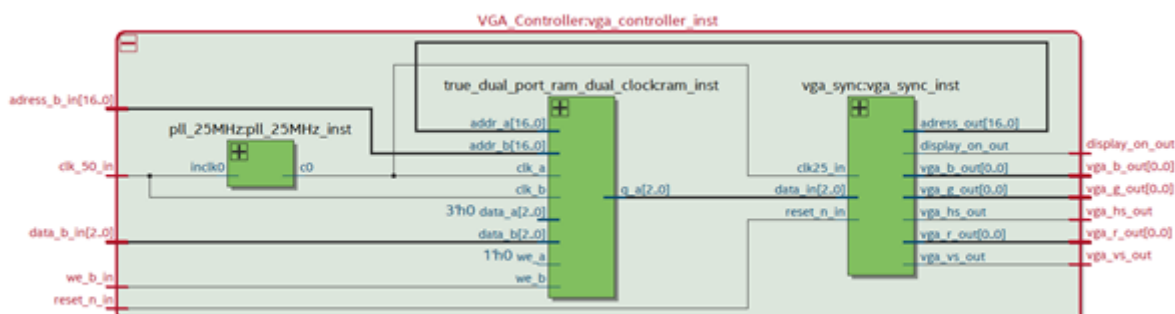 VGA_Controller:vga_controller_inst
true_dual_port_ram_dual_clock:ram_inst
vga_sync:vga_sync_inst
adress_b_in[16..0]
addr_a[16..0]
adress_out[16..0]
pll_25MHz:pll_25MHz_inst
addr_b[16..0]
display_on_out
display_on_out
clk_50_in
inclk0
c0
clk_a
clk25_in
vga_b_out[0..0]
vga_b_out[0..0]
clk_b
q_a[2..0]
data_in[2..0]
vga_g_out[0..0]
vga_g_out[0..0]
3'h0 data_a[2..0]
reset_n_in
vga_hs_out
vga_hs_out
data_b_in[2..0]
data_b[2..0]
vga_r_out[0..0]
vga_r_out[0..0]
1'h0 we_a
vga_vs_out
vga_vs_out
we_b_in
we_b
reset_n_in